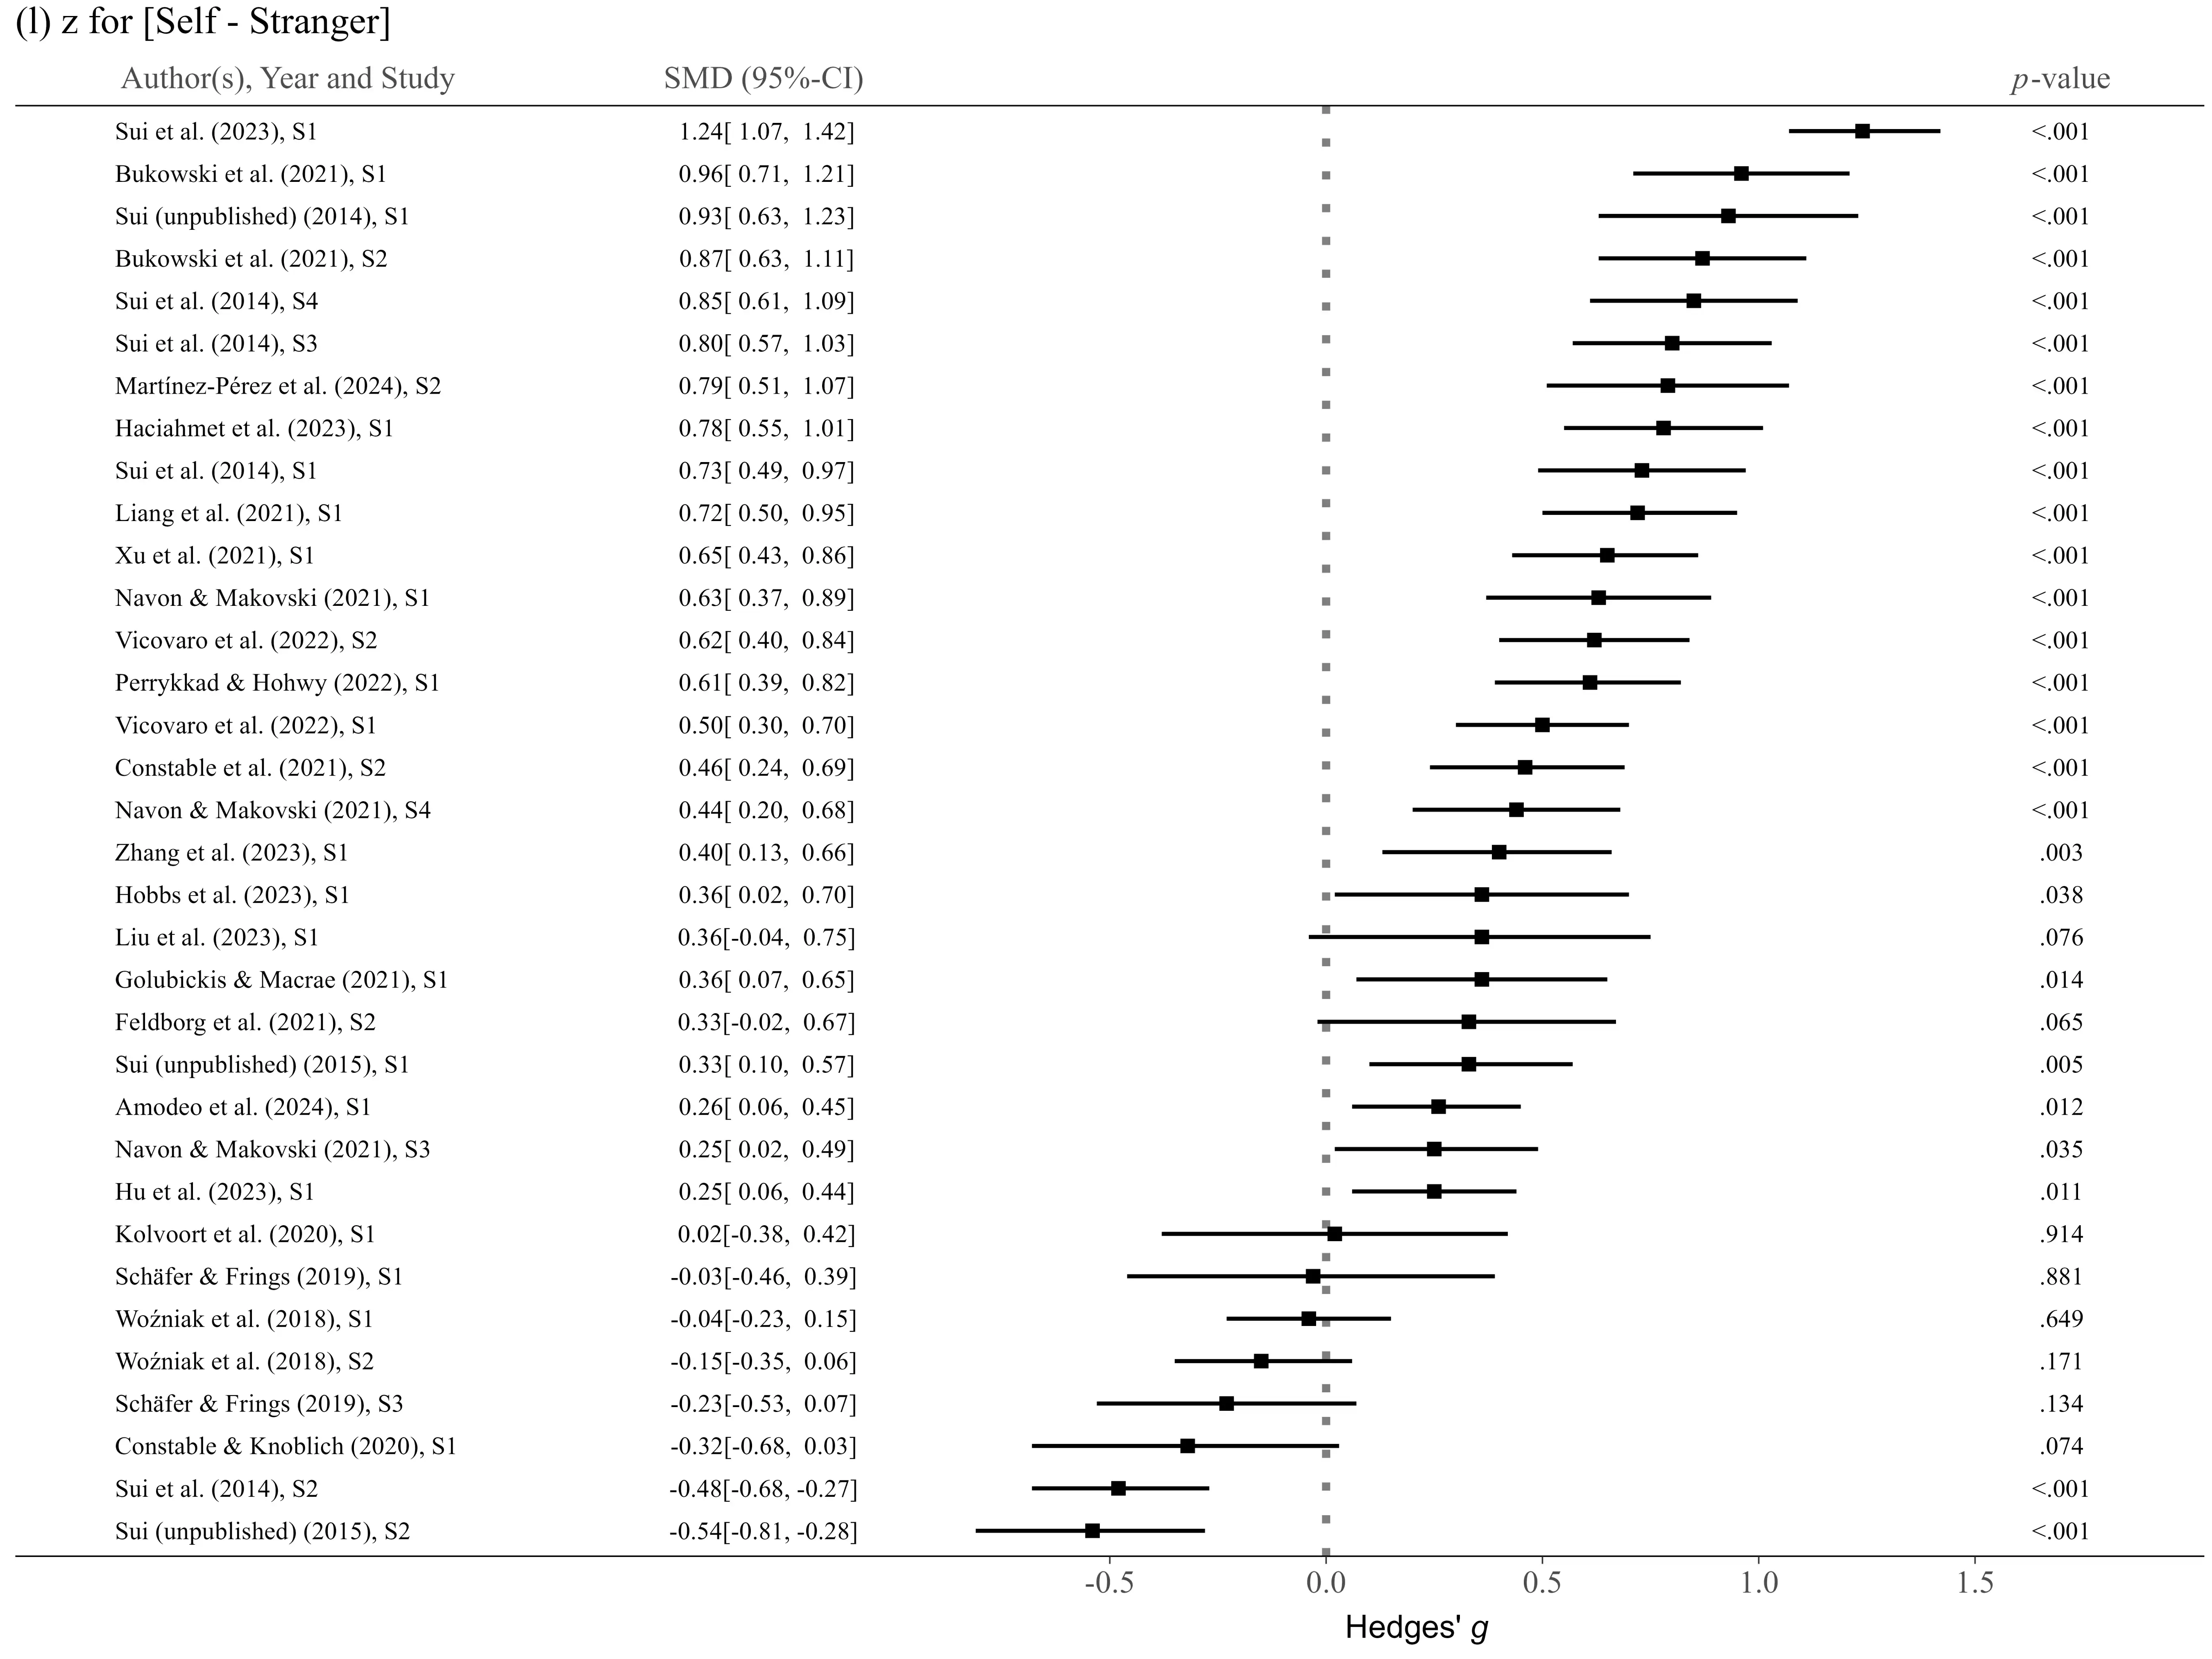 (l) z for [Self - Stranger]
Author(s), Year and Study SMD (95%-CI) p-value
Sui et al. (2023), S1 1.24[ 1.07, 1.42] <.001
Bukowski et al. (2021), S1 0.96[ 0.71, 1.21] <.001
Sui (unpublished) (2014), S1 0.93[ 0.63, 1.23] <.001
Bukowski et al. (2021), S2 0.87[ 0.63, 1.11] <.001
Sui et al. (2014), S4 0.85[ 0.61, 1.09] <.001
Sui et al. (2014), S3 0.80[ 0.57, 1.03] <.001
Martínez-Pérez et al. (2024), S2 0.79[ 0.51, 1.07] <.001
Haciahmet et al. (2023), S1 0.78[ 0.55, 1.01] <.001
Sui et al. (2014), S1 0.73[ 0.49, 0.97] <.001
Liang et al. (2021), S1 0.72[ 0.50, 0.95] <.001
Xu et al. (2021), S1 0.65[ 0.43, 0.86] <.001
Navon & Makovski (2021), S1 0.63[ 0.37, 0.89] <.001
Vicovaro et al. (2022), S2 0.62[ 0.40, 0.84] <.001
Perrykkad & Hohwy (2022), S1 0.61[ 0.39, 0.82] <.001
Vicovaro et al. (2022), S1 0.50[ 0.30, 0.70] <.001
Constable et al. (2021), S2 0.46[ 0.24, 0.69] <.001
Navon & Makovski (2021), S4 0.44[ 0.20, 0.68] <.001
Zhang et al. (2023), S1 0.40[ 0.13, 0.66] .003
Hobbs et al. (2023), S1 0.36[ 0.02, 0.70] .038
Liu et al. (2023), S1 0.36[-0.04, 0.75] .076
Golubickis & Macrae (2021), S1 0.36[ 0.07, 0.65] .014
Feldborg et al. (2021), S2 0.33[-0.02, 0.67] .065
Sui (unpublished) (2015), S1 0.33[ 0.10, 0.57] .005
Amodeo et al. (2024), S1 0.26[ 0.06, 0.45] .012
Navon & Makovski (2021), S3 0.25[ 0.02, 0.49] .035
Hu et al. (2023), S1 0.25[ 0.06, 0.44] .011
Kolvoort et al. (2020), S1 0.02[-0.38, 0.42] .914
Schäfer & Frings (2019), S1 -0.03[-0.46, 0.39] .881
Woźniak et al. (2018), S1 -0.04[-0.23, 0.15] .649
Woźniak et al. (2018), S2 -0.15[-0.35, 0.06] .171
Schäfer & Frings (2019), S3 -0.23[-0.53, 0.07] .134
Constable & Knoblich (2020), S1 -0.32[-0.68, 0.03] .074
Sui et al. (2014), S2 -0.48[-0.68, -0.27] <.001
Sui (unpublished) (2015), S2 -0.54[-0.81, -0.28] <.001
-0.5 0.0 0.5 1.0 1.5
Hedges' g